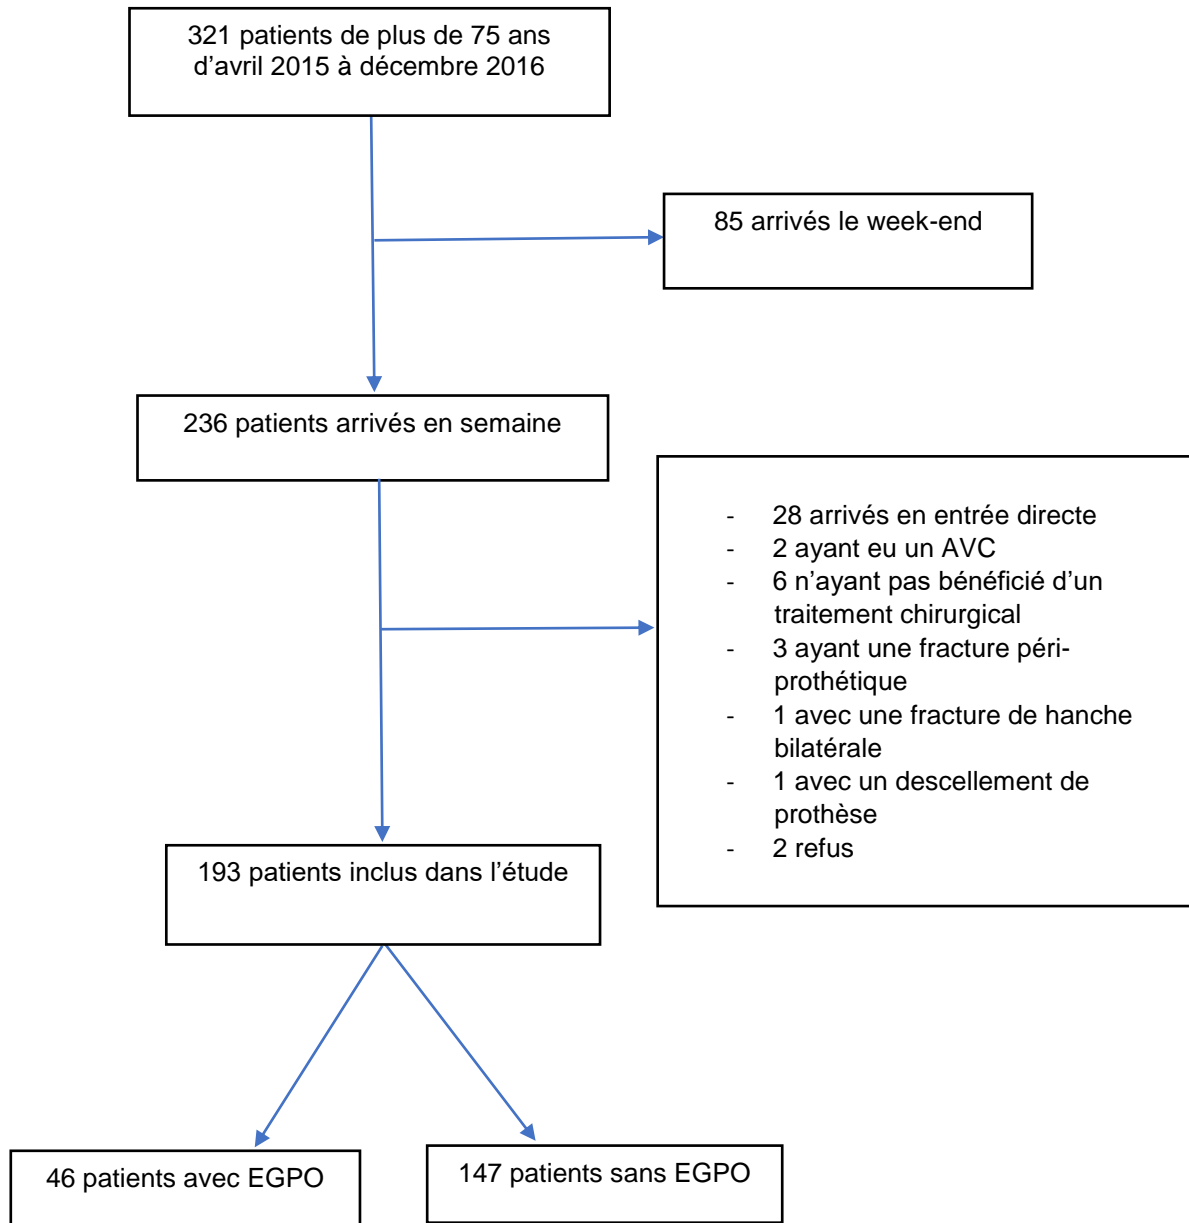 321 patients de plus de 75 ans
d’avril 2015 à décembre 2016
85 arrivés le week-end
236 patients arrivés en semaine
- 28 arrivés en entrée directe
- 2 ayant eu un AVC
- 6 n’ayant pas bénéficié d’un
traitement chirurgical
- 3 ayant une fracture péri-
prothétique
- 1 avec une fracture de hanche
bilatérale
- 1 avec un descellement de
prothèse
- 2 refus
193 patients inclus dans l’étude
46 patients avec EGPO
147 patients sans EGPO